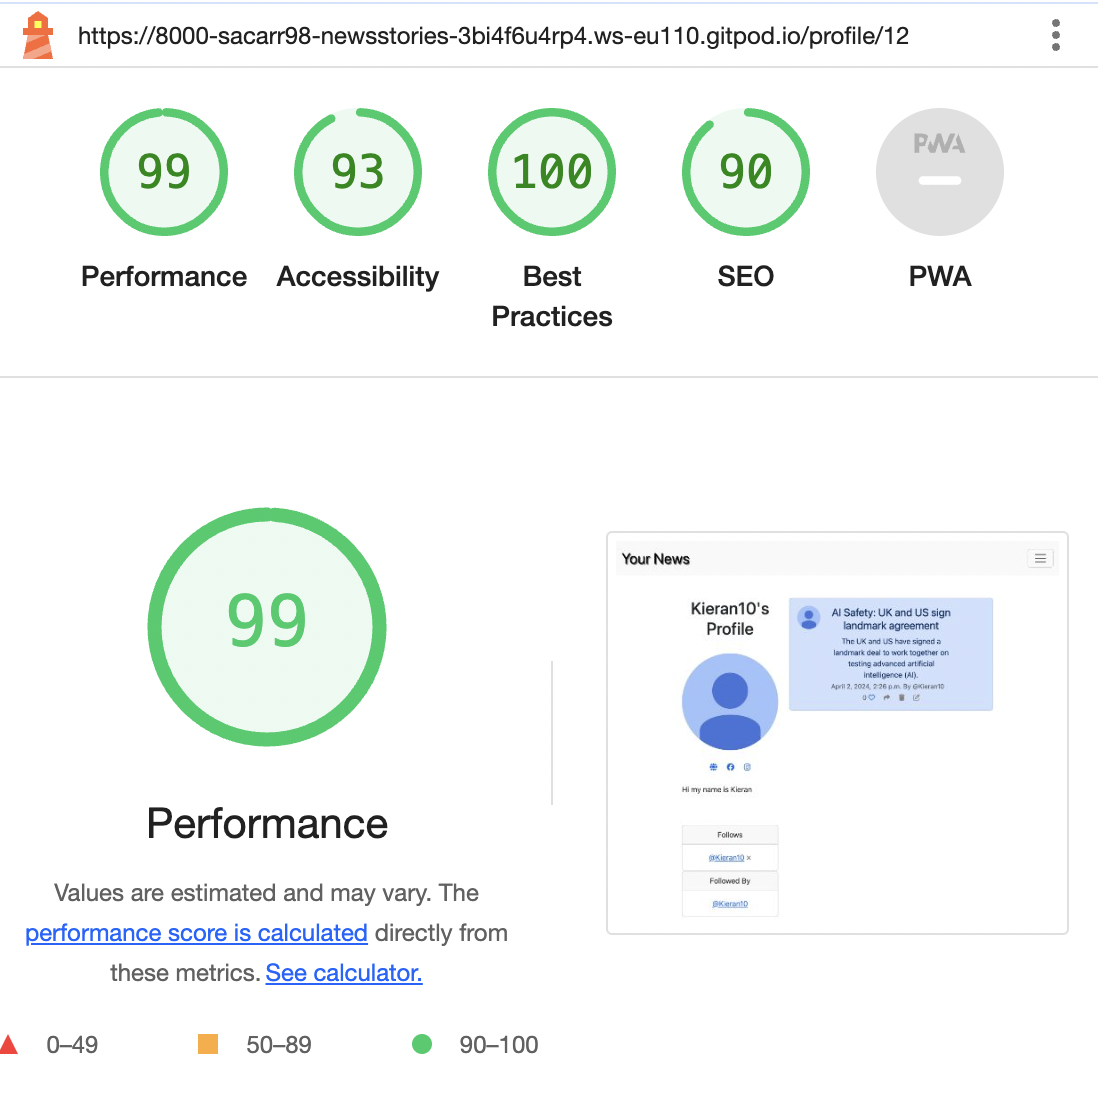 https://8000-sacarr98-newsstories-3bi4f6u4rp4.ws-eu110.gitpod.io/profile/12
99
93
100
90
PWA
Performance
Accessibility
Best
Practices
SEO
PWA
99
Performance
Values are estimated and may vary. The
performance score is calculated directly from
these metrics. See calculator.
0–49
50–89
90–100
Your News
Kieran10's
Profile
Hi my name is Kieran
Follows
@Kieran10 ×
Followed By
@Kieran10
AI Safety: UK and US sign
landmark agreement
The UK and US have signed a
landmark deal to work together on
testing advanced artificial
intelligence (AI).
April 2, 2024, 2:26 p.m. By @Kieran10
0